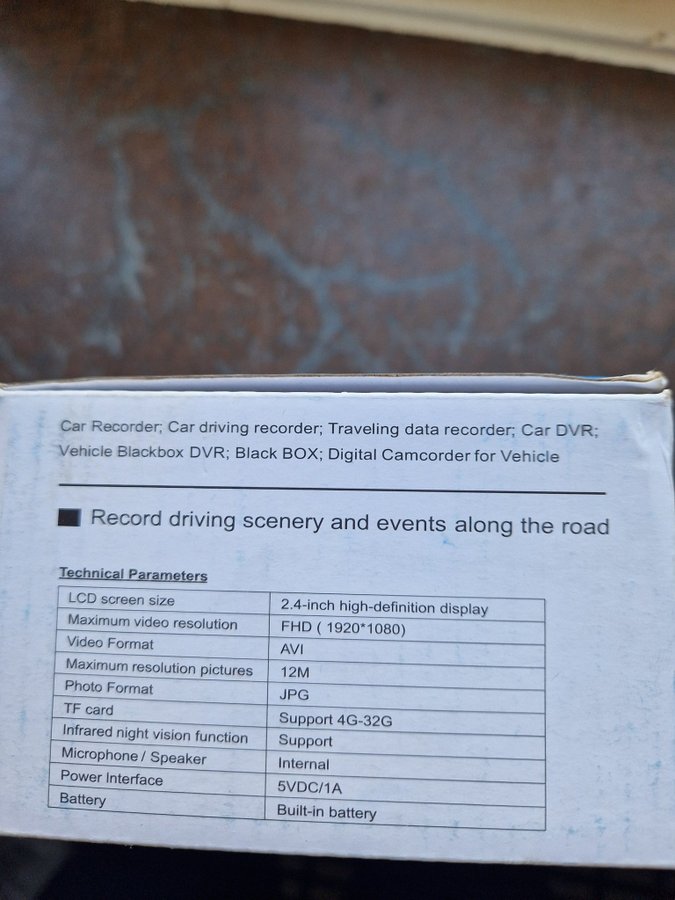 Car Recorder; Car driving recorder; Traveling data recorder; Car DVR;
Vehicle Blackbox DVR; Black BOX; Digital Camcorder for Vehicle
Record driving scenery and events along the road
Technical Parameters
LCD screen size 2.4-inch high-definition display
Maximum video resolution FHD ( 1920*1080)
Video Format AVI
Maximum resolution pictures 12M
Photo Format JPG
TF card Support 4G-32G
Infrared night vision function Support
Microphone / Speaker Internal
Power Interface 5VDC/1A
Battery Built-in battery